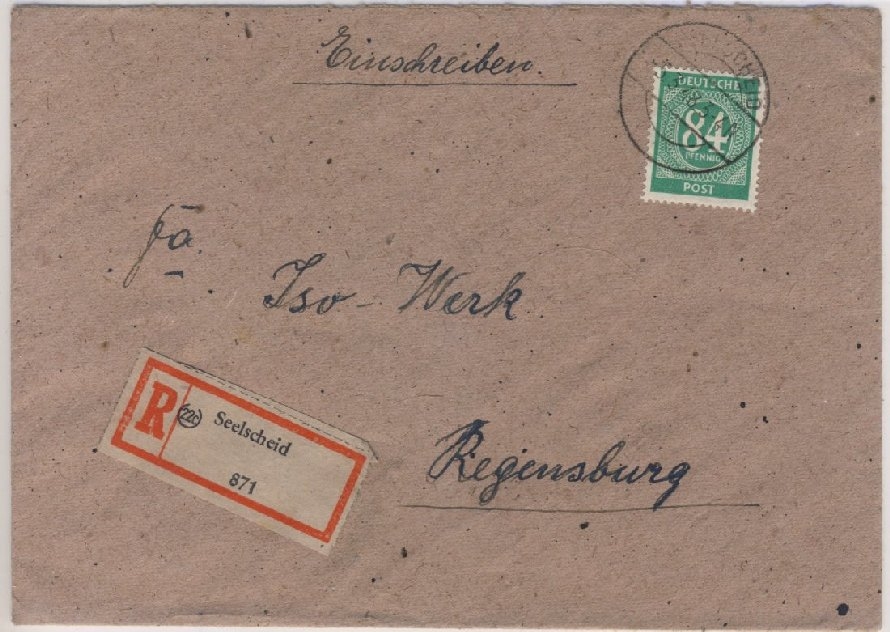 Einschreiben.
DEUTSCHE
84
PFENNIG
POST
Fa.
Iso-Werk
R (22c) Seelscheid
871
Regensburg